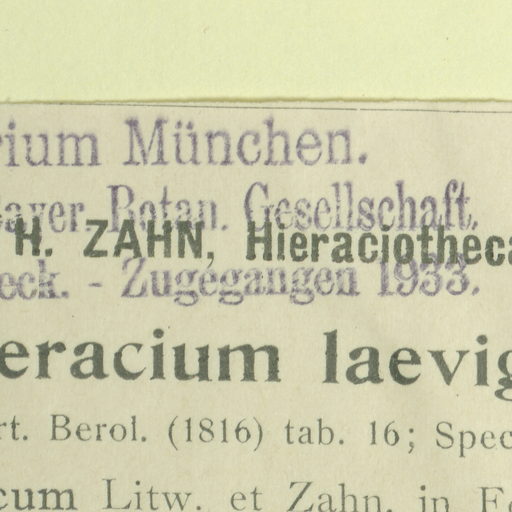 rium München.
ayer. Botan. Gesellschaft.
H. ZAHN, Hieraciotheca
eck. - Zugegangen 1933.
eracium laevig
rt. Berol. (1816) tab. 16; Spec
cum Litw. et Zahn. in